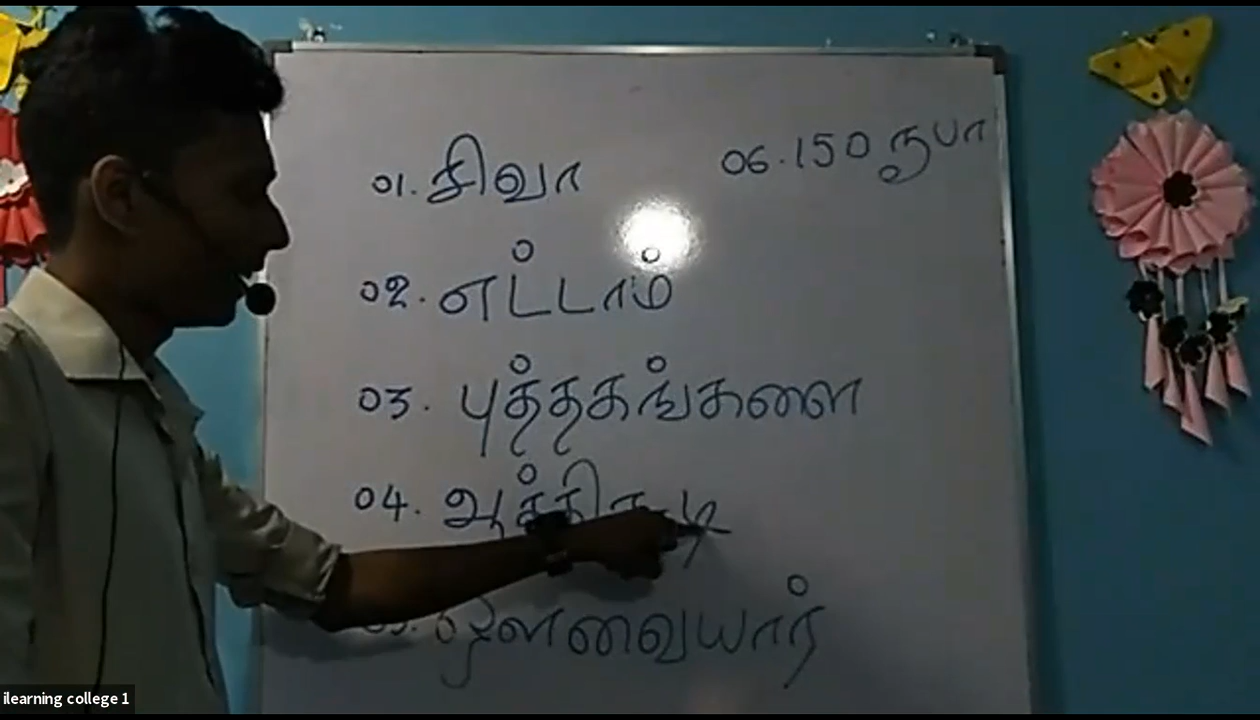 01. சிவா
02. எட்டாம்
03. புத்தகங்களை
04.
ஔவையார்
06. 150 ரூபா
ilearning college 1